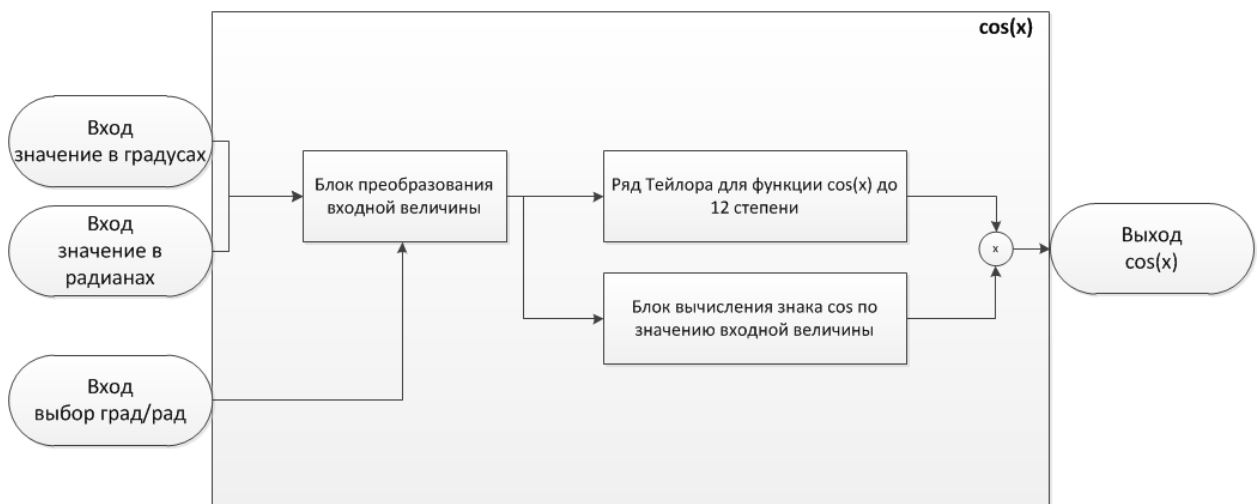 cos(x)
Вход
значение в градусах
Вход
значение в
радианах
Вход
выбор град/рад
Блок преобразования
входной величины
Ряд Тейлора для функции cos(x) до
12 степени
Блок вычисления знака cos по
значению входной величины
x
Выход
cos(x)